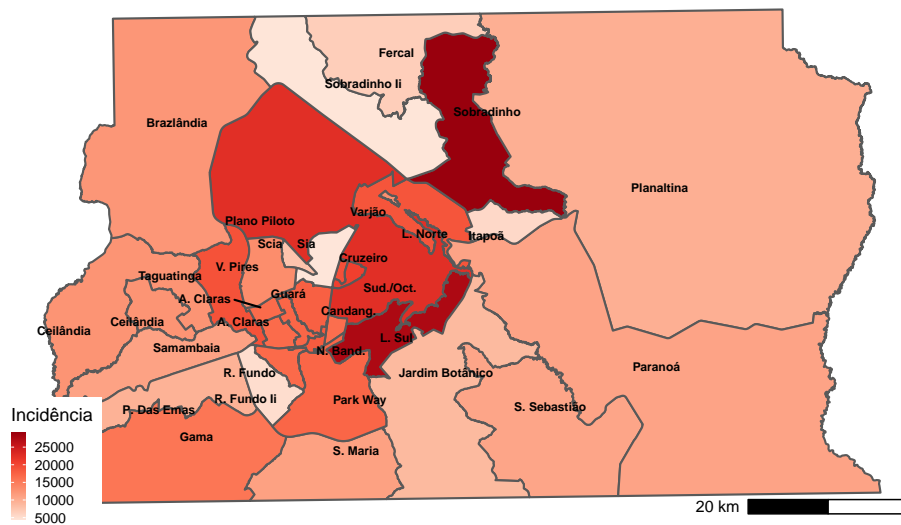 Fercal
Sobradinho Ii
Sobradinho
Brazlândia
Planaltina
Plano Piloto
Varjão
L. Norte
Itapoã
Scia
Sia
Cruzeiro
V. Pires
Taguatinga
Guará
Sud./Oct.
A. Claras
Candang.
Ceilândia
Ceilândia
A. Claras
L. Sul
Samambaia
N. Band.
R. Fundo
Jardim Botânico
Paranoá
R. Fundo Ii
Park Way
P. Das Emas
S. Sebastião
Gama
S. Maria
Incidência
25000
20000
15000
10000
5000
20 km